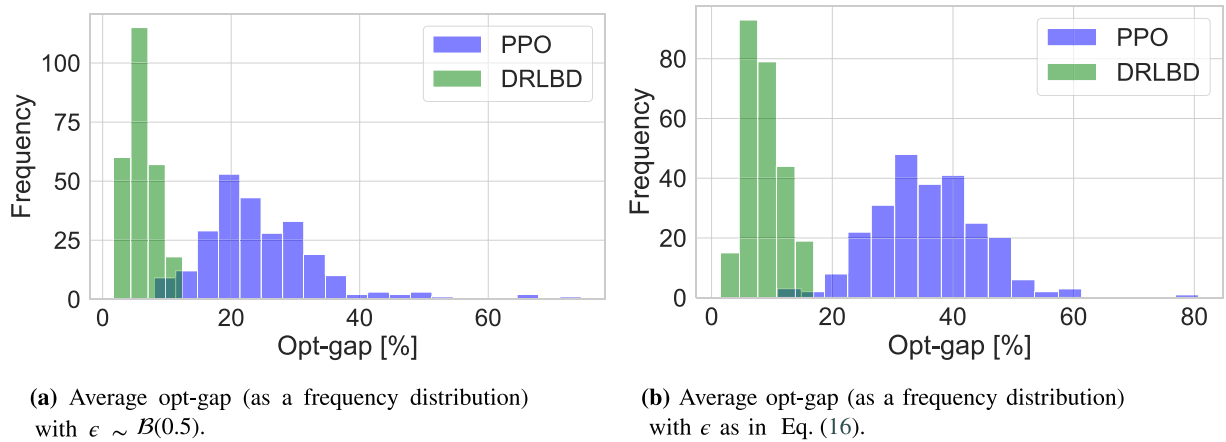 PPO
DRLBD
100
75
50
25
0
Frequency
0 20 40 60
Opt-gap [%]
(a) Average opt-gap (as a frequency distribution)
with ϵ ∼ ℬ(0.5).
PPO
DRLBD
80
60
40
20
0
Frequency
0 20 40 60 80
Opt-gap [%]
(b) Average opt-gap (as a frequency distribution)
with ϵ as in Eq. (16).